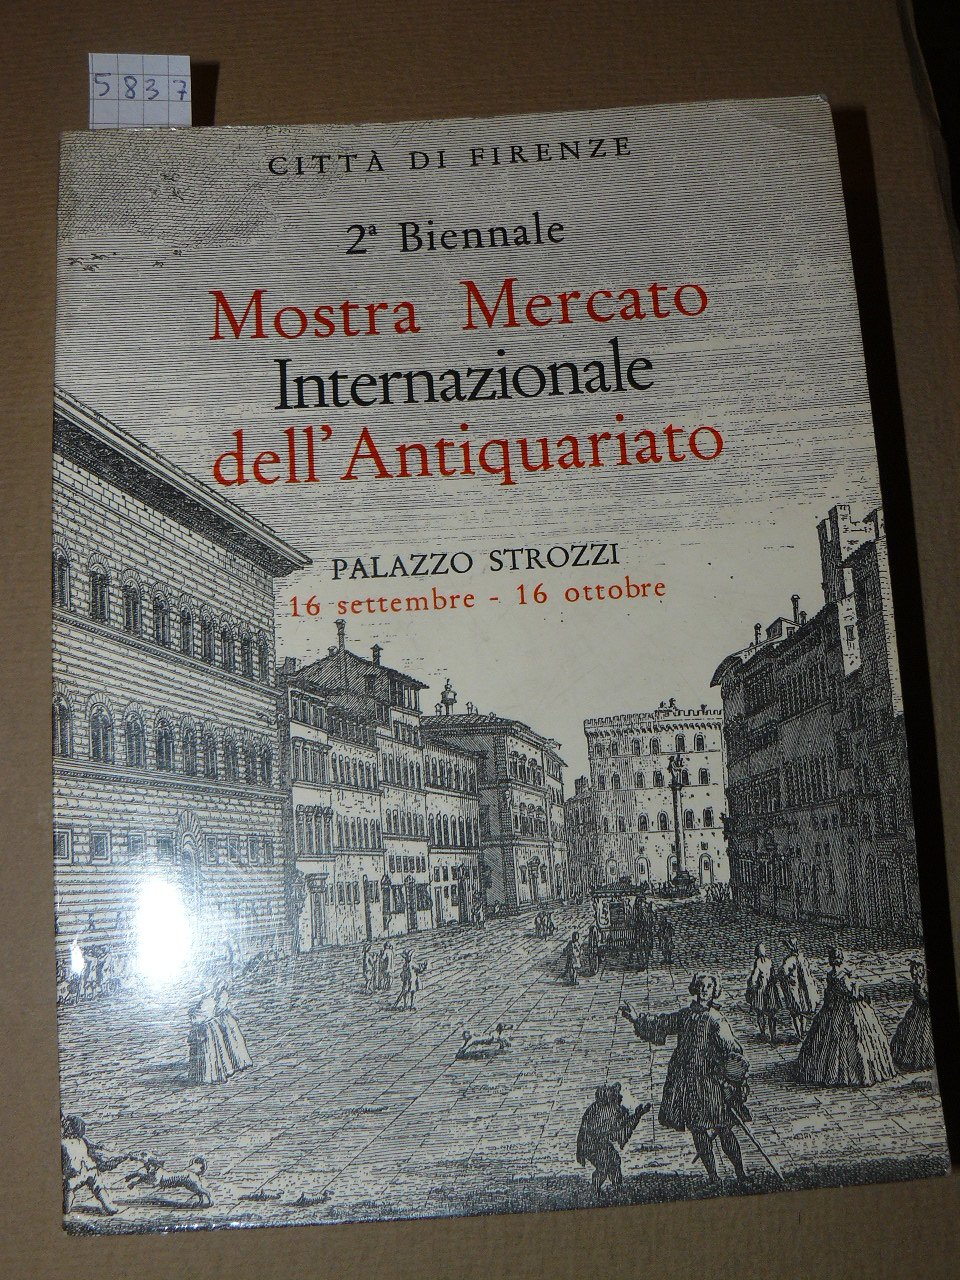 5837
CITTÀ DI FIRENZE
2ª Biennale
Mostra Mercato
Internazionale
dell'Antiquariato
PALAZZO STROZZI
16 settembre - 16 ottobre